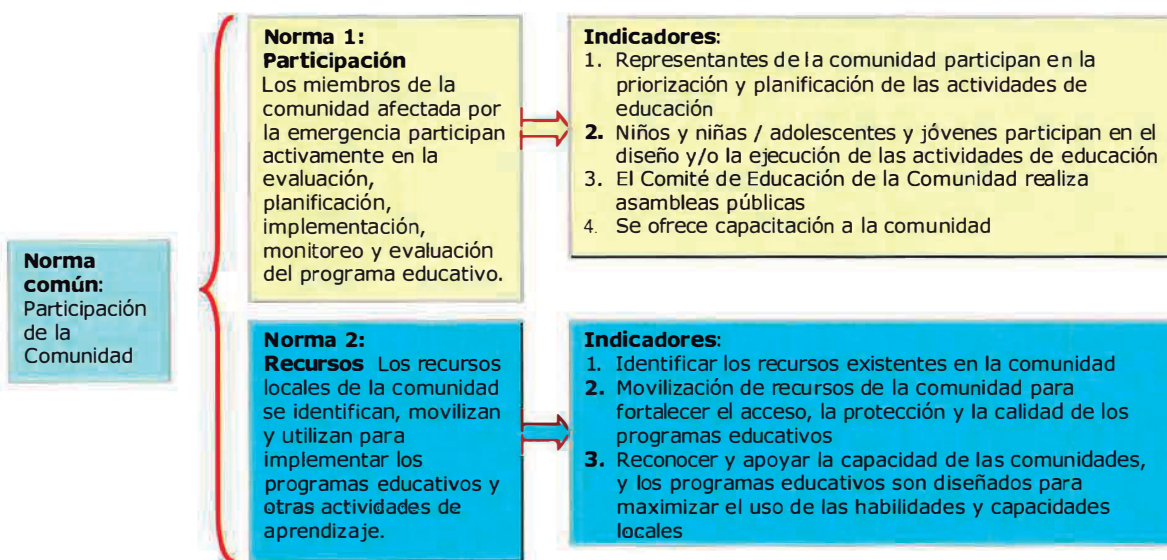 Norma
común:
Participación
de la
Comunidad
Norma 1:
Participación
Los miembros de la
comunidad afectada por
la emergencia participan
activamente en la
evaluación,
planificación,
implementación,
monitoreo y evaluación
del programa educativo.
Indicadores:
1. Representantes de la comunidad participan en la
priorización y planificación de las actividades de
educación
2. Niños y niñas / adolescentes y jóvenes participan en el
diseño y/o la ejecución de las actividades de educación
3. El Comité de Educación de la Comunidad realiza
asambleas públicas
4. Se ofrece capacitación a la comunidad
Norma 2:
Recursos Los recursos
locales de la comunidad
se identifican, movilizan
y utilizan para
implementar los
programas educativos y
otras actividades de
aprendizaje.
Indicadores:
1. Identificar los recursos existentes en la comunidad
2. Movilización de recursos de la comunidad para
fortalecer el acceso, la protección y la calidad de los
programas educativos
3. Reconocer y apoyar la capacidad de las comunidades,
y los programas educativos son diseñados para
maximizar el uso de las habilidades y capacidades
locales